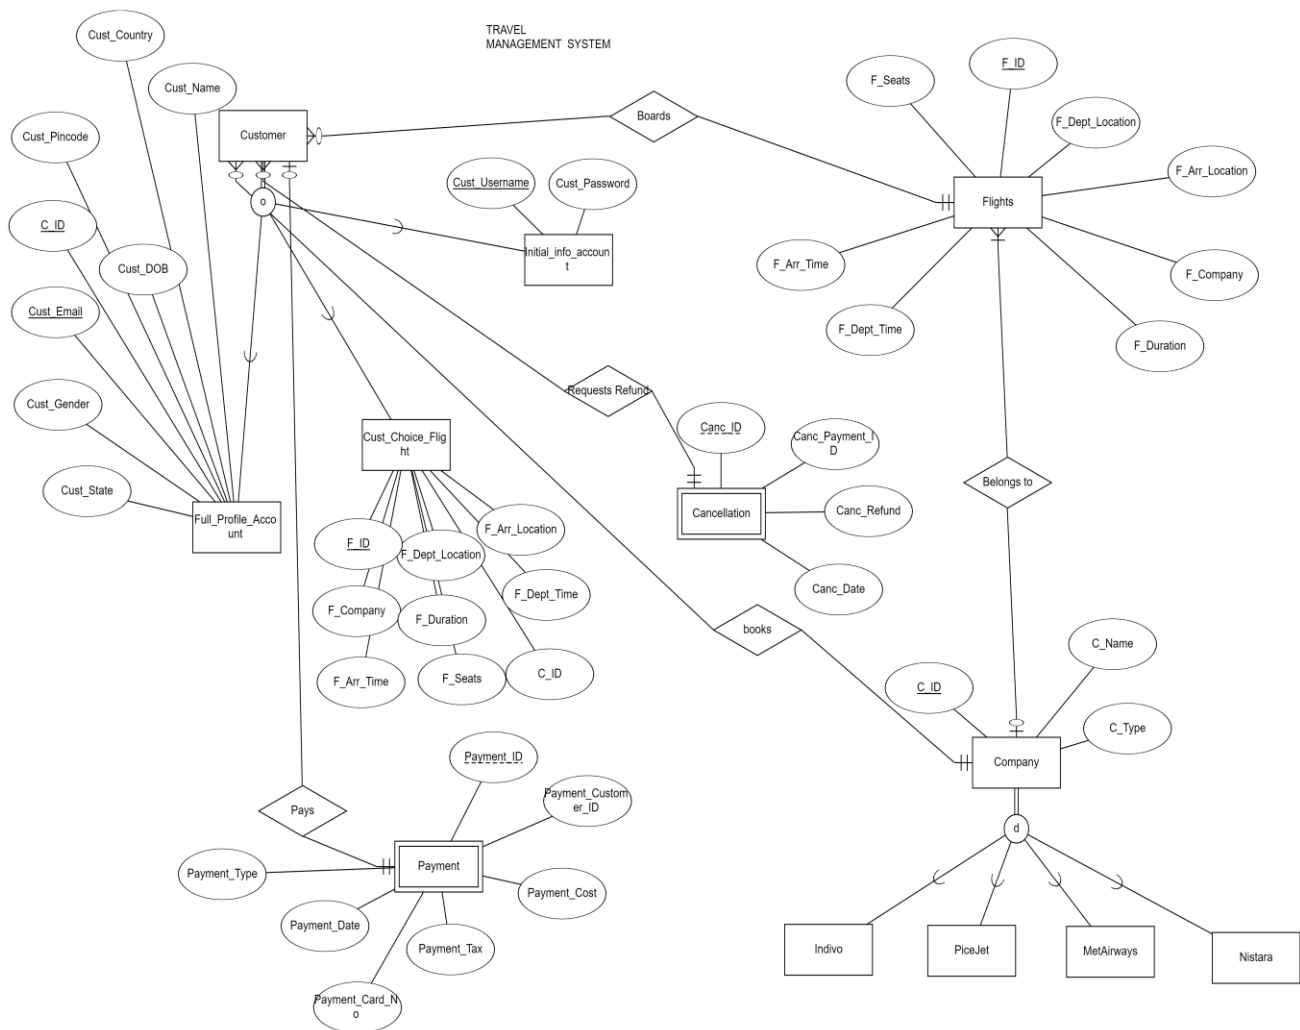 TRAVEL
MANAGEMENT SYSTEM
Cust_Country
Cust_Name
Cust_Pincode
C_ID
Cust_DOB
Cust_Email
Cust_Gender
Cust_State
Full_Profile_Acco
unt
Customer
o
Boards
Cust_Username
Cust_Password
Initial_info_accoun
t
F_Seats
F_ID
F_Dept_Location
F_Arr_Location
Flights
F_Arr_Time
F_Company
F_Dept_Time
F_Duration
Requests Refund
Cust_Choice_Fli
ght
F_ID
F_Dept_Location
F_Arr_Location
F_Dept_Time
F_Company
F_Duration
F_Arr_Time
F_Seats
C_ID
Canc_ID
Canc_Payment_I
D
Cancellation
Canc_Refund
Canc_Date
Belongs to
books
C_Name
C_ID
C_Type
Company
d
Indivo
PiceJet
MetAirways
Nistara
Pays
Payment_ID
Payment_Custom
er_ID
Payment
Payment_Type
Payment_Cost
Payment_Date
Payment_Tax
Payment_Card_N
o